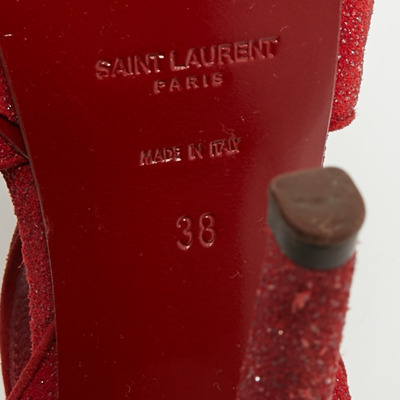 SAINT LAURENT
PARIS
MADE IN ITALY
38